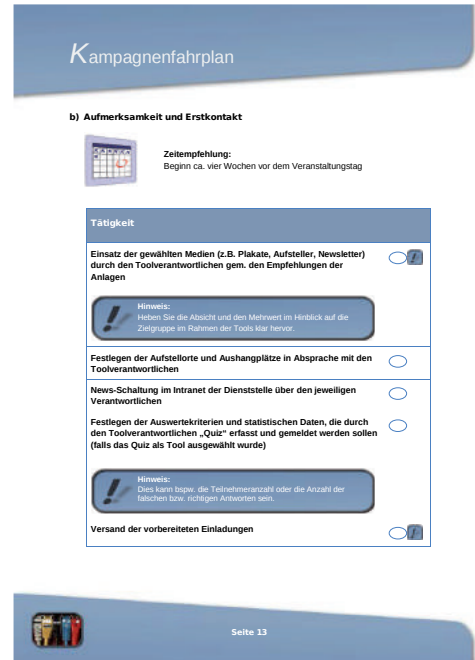 Kampagnenfahrplan
b) Aufmerksamkeit und Erstkontakt
Zeitempfehlung:
Beginn ca. vier Wochen vor dem Veranstaltungstag
Tätigkeit
Einsatz der gewählten Medien (z.B. Plakate, Aufsteller, Newsletter)
durch den Toolverantwortlichen gem. den Empfehlungen der
Anlagen
Hinweis:
Heben Sie die Absicht und den Mehrwert im Hinblick auf die
Zielgruppe im Rahmen der Tools klar hervor.
Festlegen der Aufstellorte und Aushangplätze in Absprache mit den
Toolverantwortlichen
News-Schaltung im Intranet der Dienststelle über den jeweiligen
Verantwortlichen
Festlegen der Auswertekriterien und statistischen Daten, die durch
den Toolverantwortlichen „Quiz“ erfasst und gemeldet werden sollen
(falls das Quiz als Tool ausgewählt wurde)
Hinweis:
Dies kann bspw. die Teilnehmeranzahl oder die Anzahl der
falschen bzw. richtigen Antworten sein.
Versand der vorbereiteten Einladungen
Seite 13